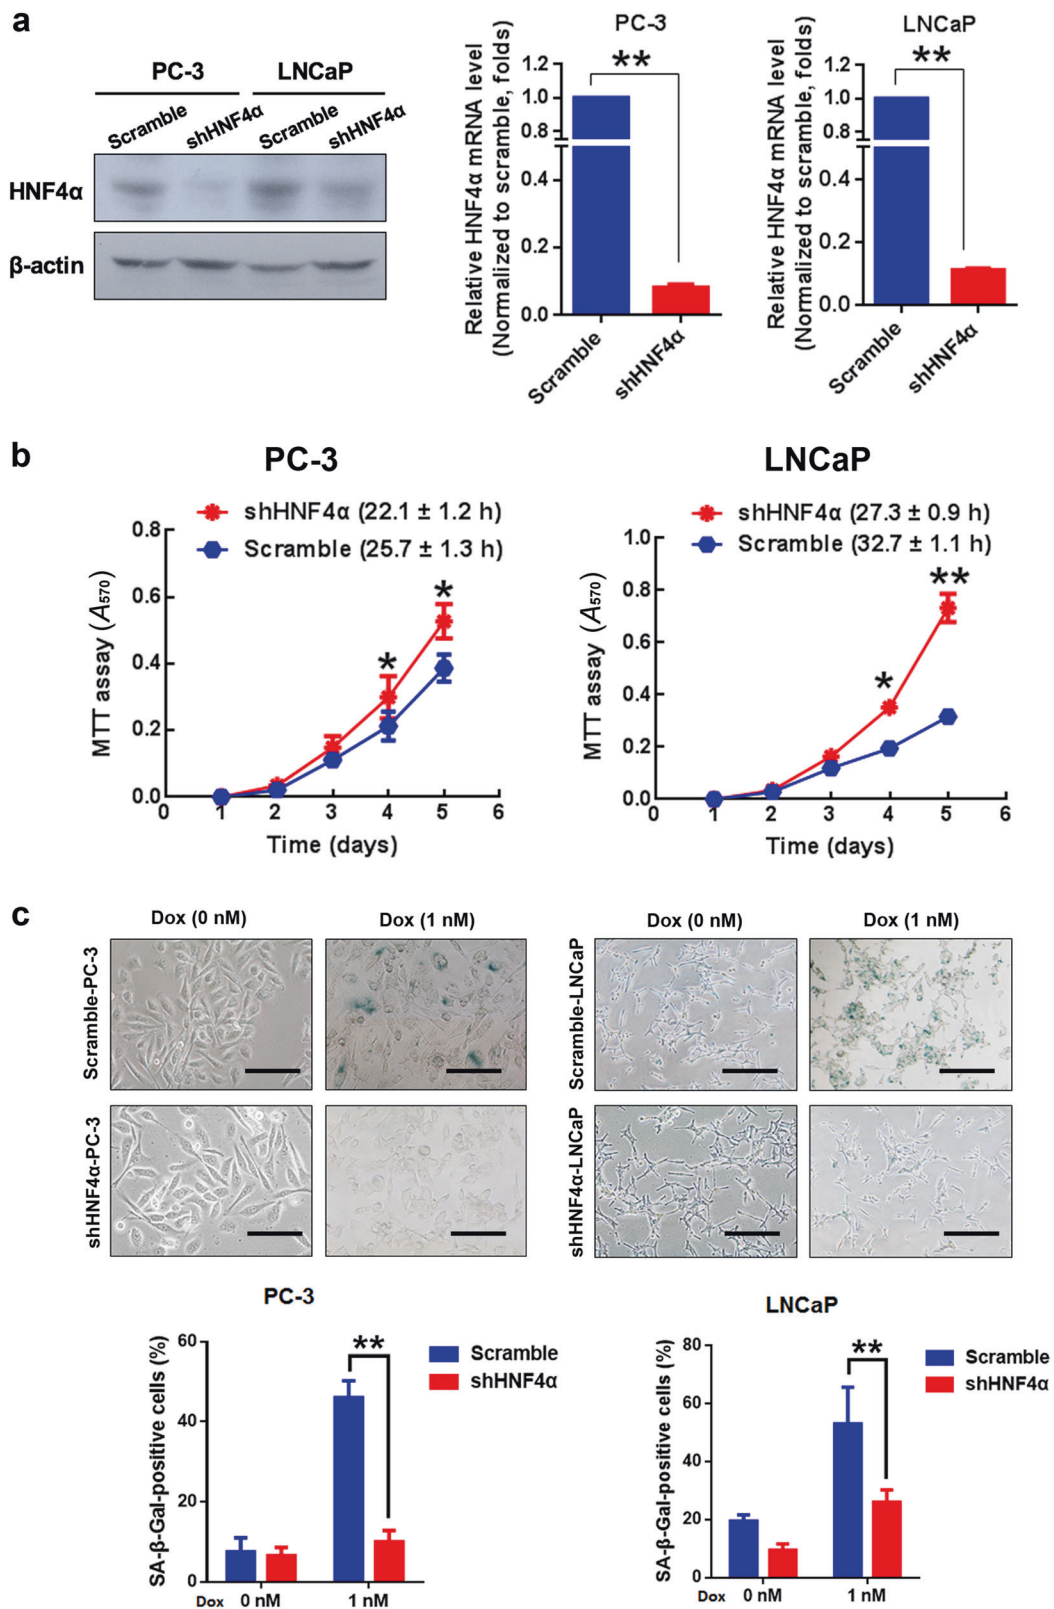 a
PC-3
LNCaP
Scramble
shHNF4α
Scramble
shHNF4α
HNF4α
β-actin
PC-3
**
Relative HNF4α mRNA level
(Normalized to scramble, folds)
1.2
1.0
0.8
0.4
0.2
0.0
Scramble
shHNF4α
LNCaP
**
Relative HNF4α mRNA level
(Normalized to scramble, folds)
1.2
1.0
0.8
0.4
0.2
0.0
Scramble
shHNF4α
b
PC-3
shHNF4α (22.1 ± 1.2 h)
Scramble (25.7 ± 1.3 h)
MTT assay (A570)
0.8
0.6
0.4
0.2
0.0
*
*
0 1 2 3 4 5 6
Time (days)
LNCaP
shHNF4α (27.3 ± 0.9 h)
Scramble (32.7 ± 1.1 h)
MTT assay (A570)
1.0
0.8
0.6
0.4
0.2
0.0
*
**
0 1 2 3 4 5 6
Time (days)
c
Dox (0 nM) Dox (1 nM)
Scramble-PC-3
shHNF4α-PC-3
Dox (0 nM) Dox (1 nM)
Scramble-LNCaP
shHNF4α-LNCaP
PC-3
SA-β-Gal-positive cells (%)
60
40
20
0
**
Scramble
shHNF4α
Dox 0 nM 1 nM
LNCaP
SA-β-Gal-positive cells (%)
80
60
40
20
0
**
Scramble
shHNF4α
Dox 0 nM 1 nM